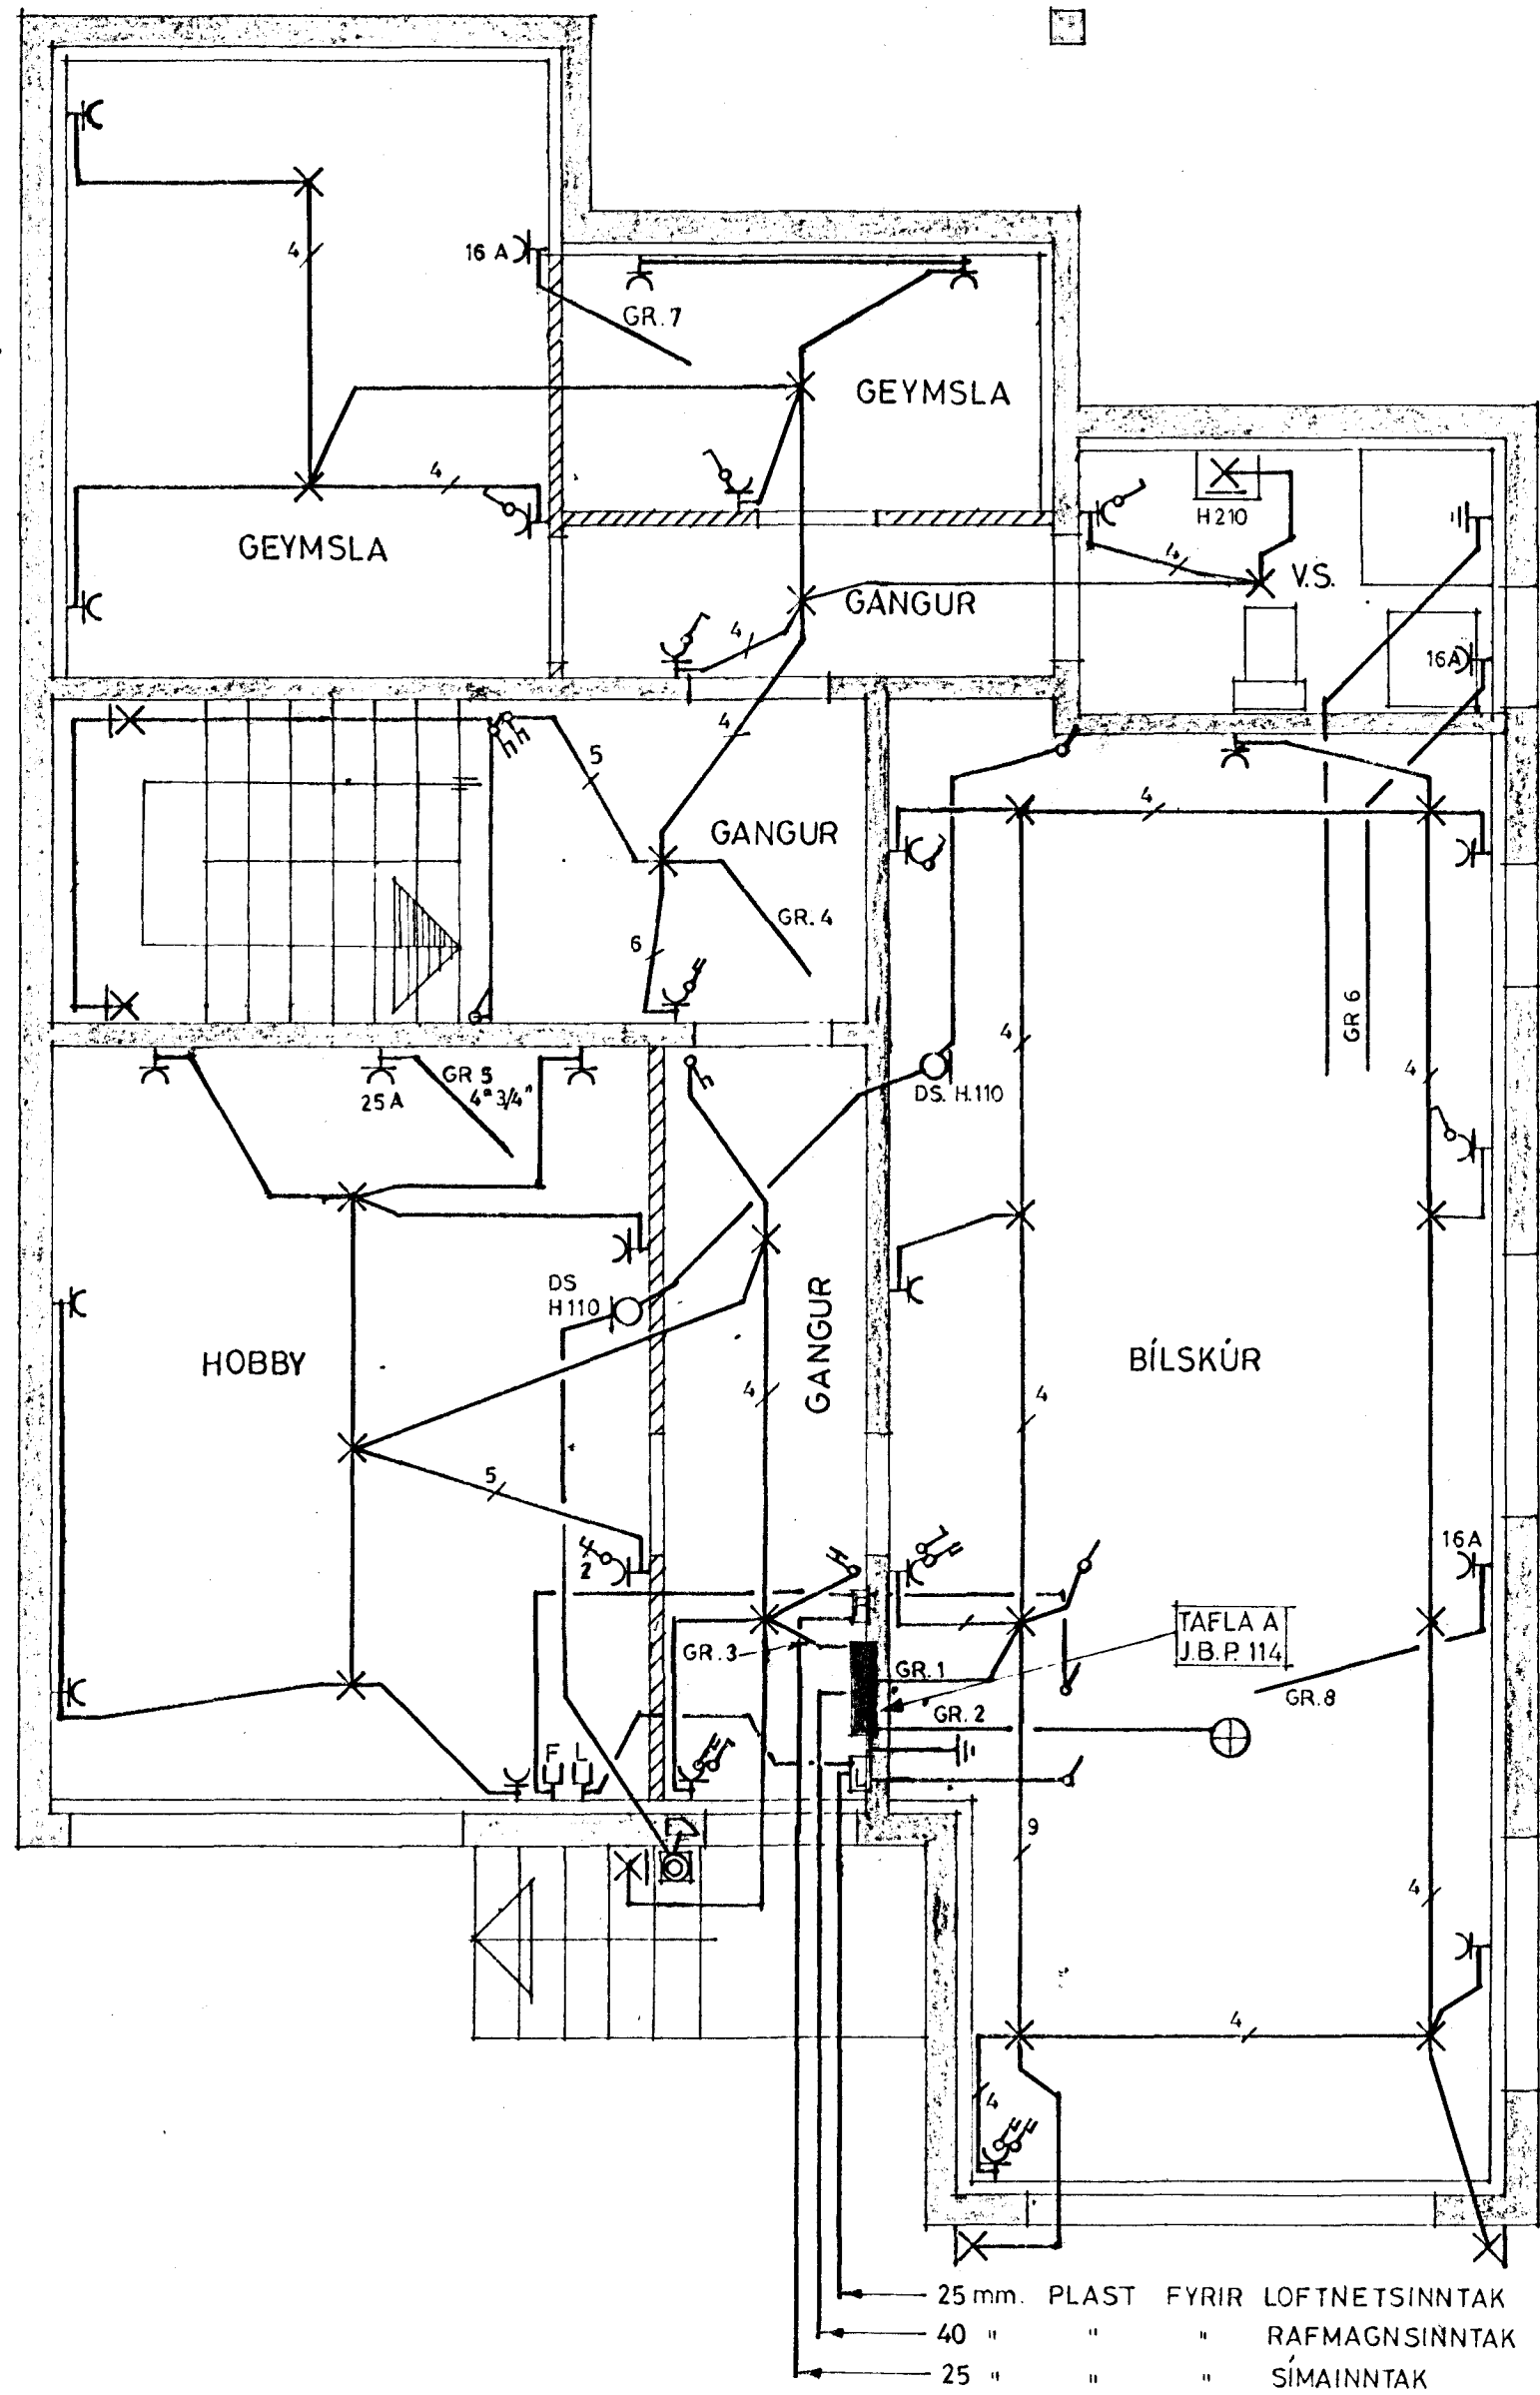 16 A
4
GR. 7
GEYMSLA
4
H 210
GEYMSLA
4
V.S.
GANGUR
4
16A
4
5
4
GANGUR
GR. 4
6
GR 6
4
4
GR 5
4ª 3/4"
25 A
DS. H.110
DS
H 110
GANGUR
HOBBY
BÍLSKÚR
4
4
5
16A
4
2
TAFLA A
J.B.P. 114
GR. 3
GR. 1
GR. 8
GR. 2
F
L
9
4
4
4
25 mm. PLAST FYRIR LOFTNETSINNTAK
40 " " " RAFMAGNSINNTAK
25 " " " SÍMAINNTAK